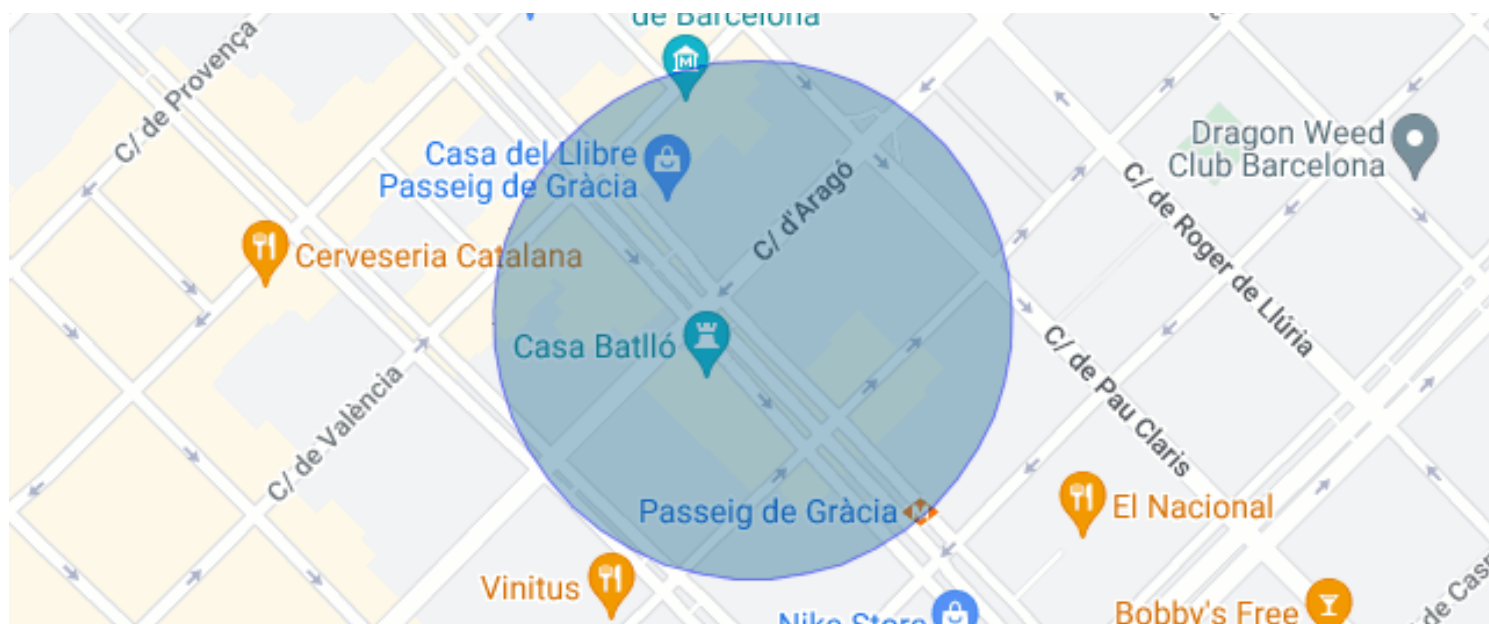 de Barcelona
C/ de Provença
Casa del Llibre
Passeig de Gràcia
Dragon Weed
Club Barcelona
C/ d'Aragó
C/ de Roger de Llúria
Cerveseria Catalana
Casa Batlló
C/ de València
C/ de Pau Claris
Passeig de Gràcia
M
El Nacional
Vinitus
Nike Store
Bobby's Free
de Casp